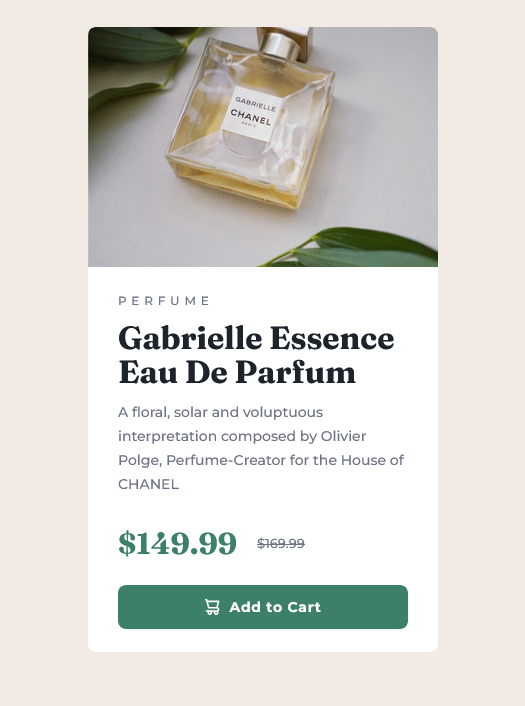 GABRIELLE
CHANEL
PARIS
PERFUME
Gabrielle Essence
Eau De Parfum
A floral, solar and voluptuous
interpretation composed by Olivier
Polge, Perfume-Creator for the House of
CHANEL
$149.99 $169.99
Add to Cart